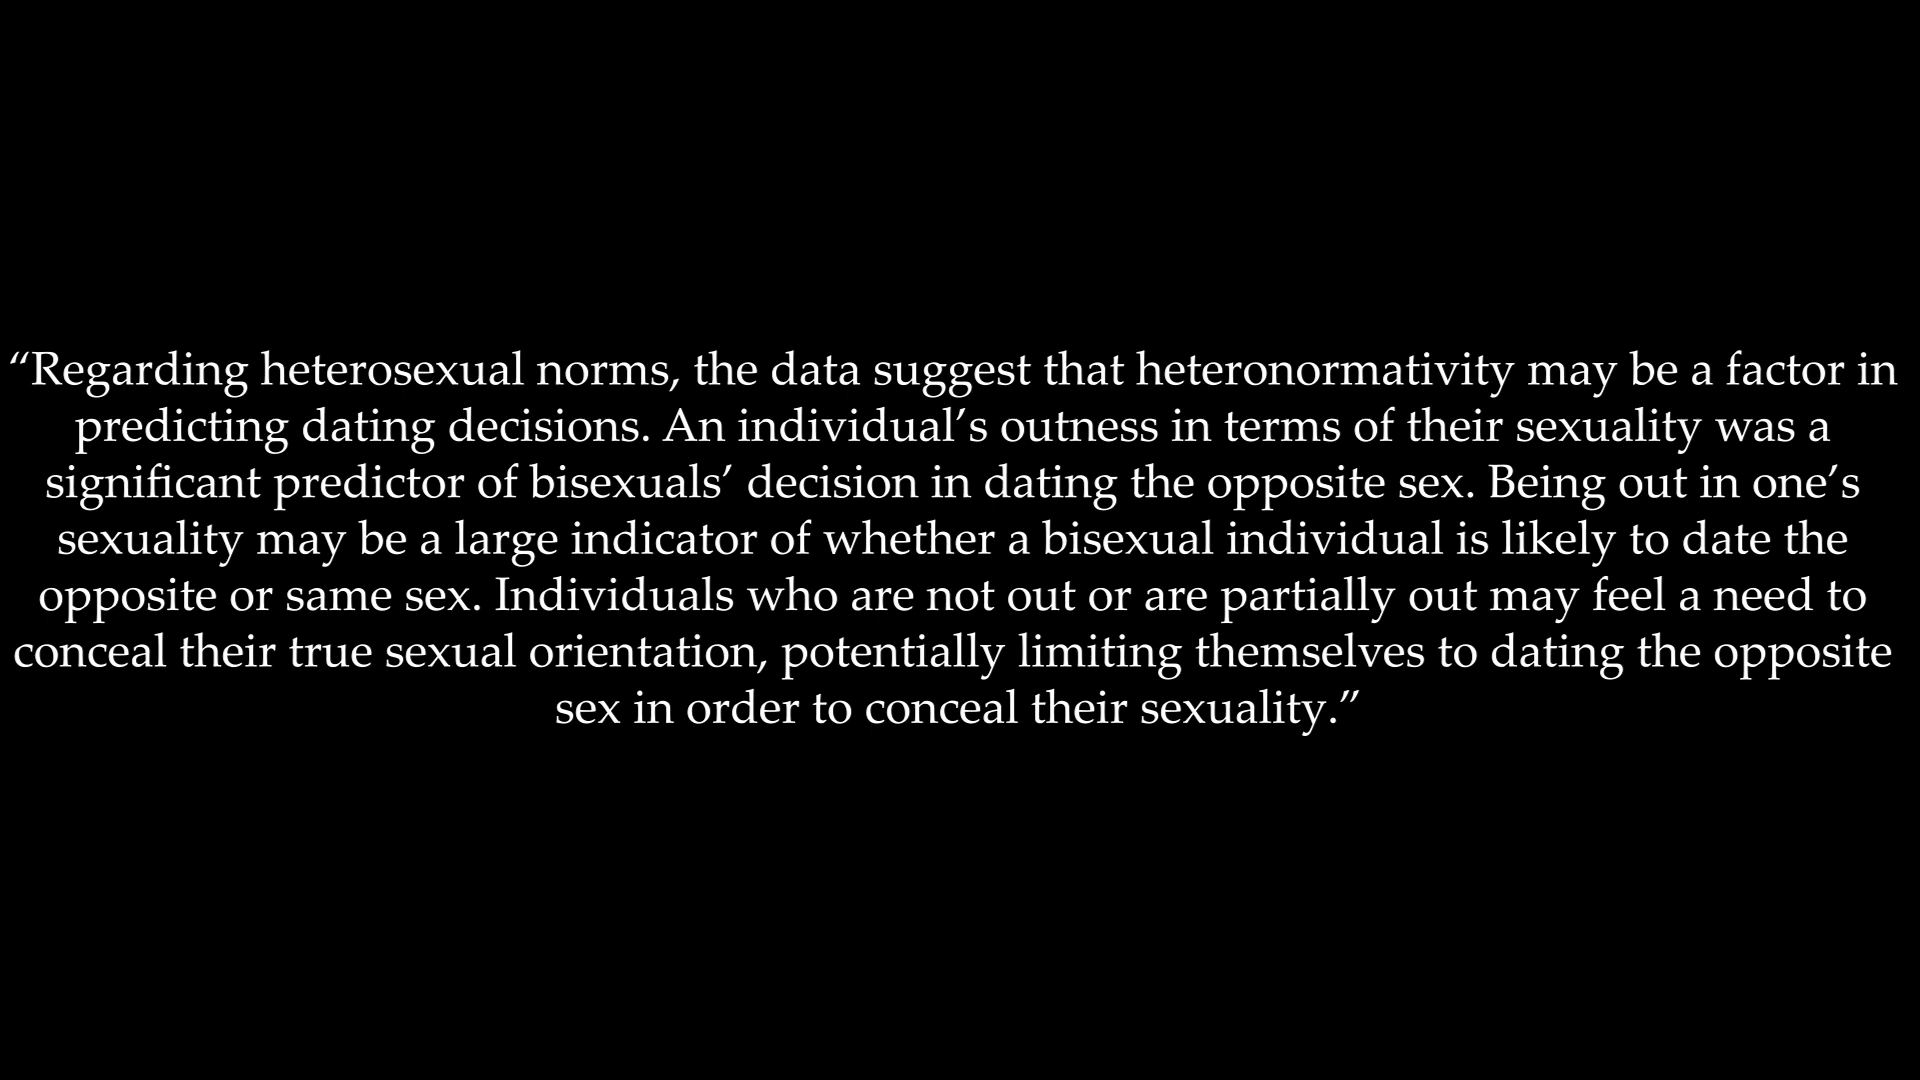 “Regarding heterosexual norms, the data suggest that heteronormativity may be a factor in
predicting dating decisions. An individual’s outness in terms of their sexuality was a
significant predictor of bisexuals’ decision in dating the opposite sex. Being out in one’s
sexuality may be a large indicator of whether a bisexual individual is likely to date the
opposite or same sex. Individuals who are not out or are partially out may feel a need to
conceal their true sexual orientation, potentially limiting themselves to dating the opposite
sex in order to conceal their sexuality.”